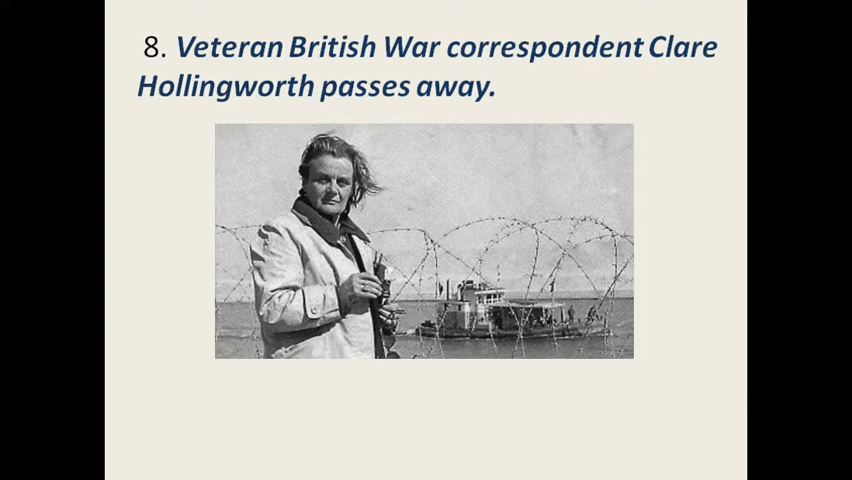 8. Veteran British War correspondent Clare
Hollingworth passes away.